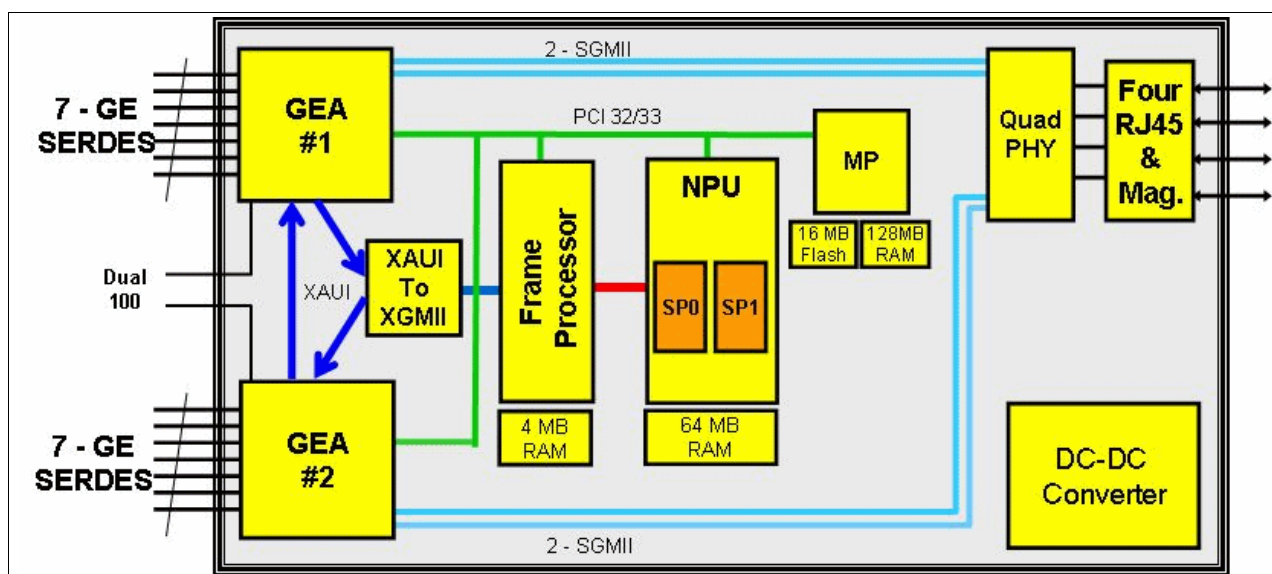 2 - SGMII
7 - GE
SERDES
GEA
#1
PCI 32/33
Quad
PHY
Four
RJ45
&
Mag.
MP
NPU
16 MB
Flash
128MB
RAM
Frame
Processor
XAUI
To
XGMII
XAUI
Dual
100
SP0
SP1
7 - GE
SERDES
GEA
#2
4 MB
RAM
64 MB
RAM
DC-DC
Converter
2 - SGMII